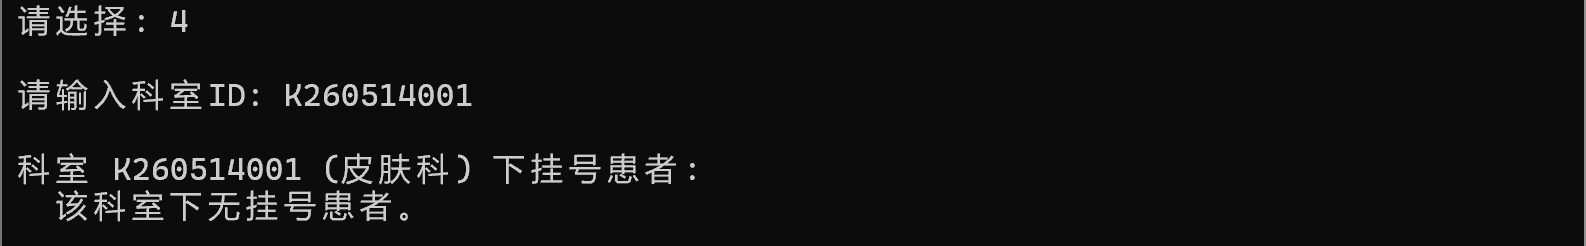 请选择: 4
请输入科室ID: K260514001
科室 K260514001 (皮肤科) 下挂号患者:
该科室下无挂号患者。